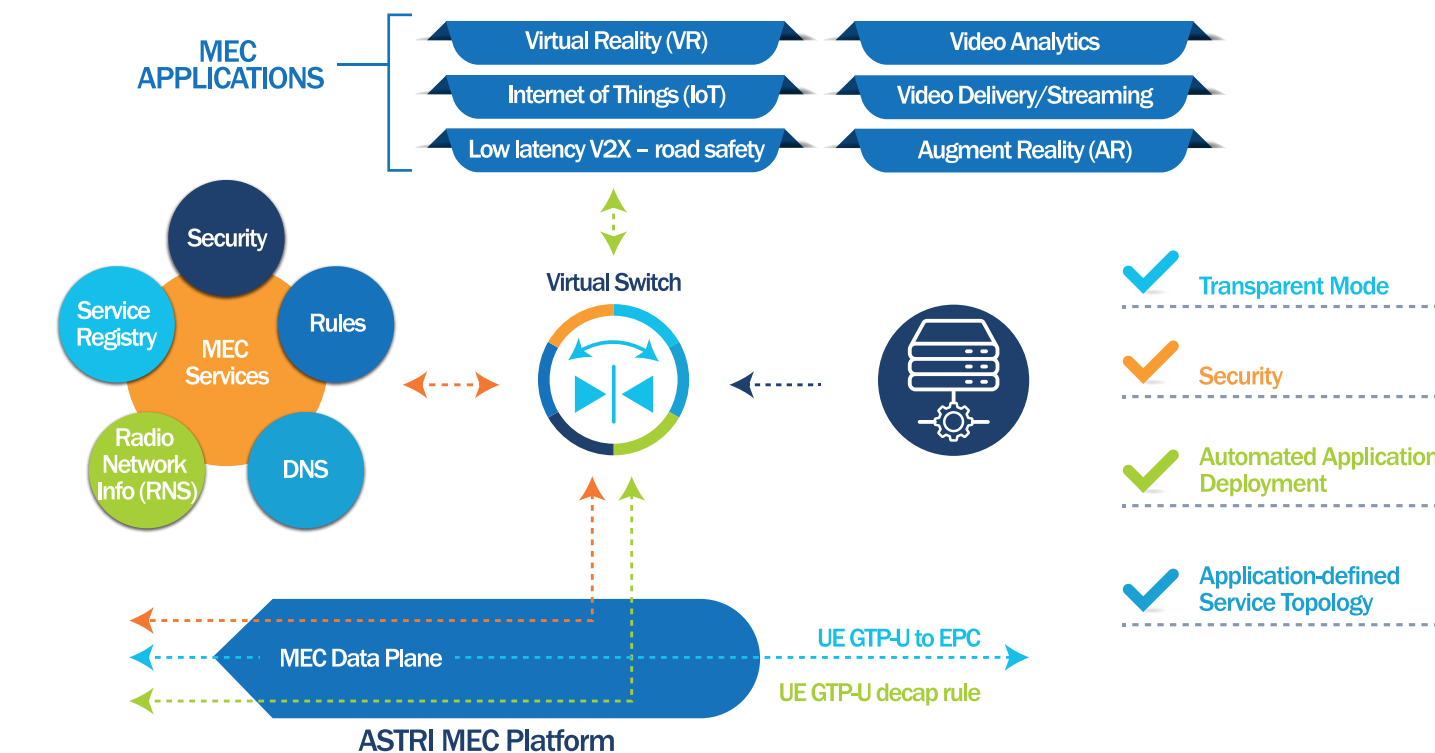 MEC
APPLICATIONS
Virtual Reality (VR)
Video Analytics
Internet of Things (IoT)
Video Delivery/Streaming
Low latency V2X – road safety
Augment Reality (AR)
Security
Service
Registry
Rules
MEC
Services
Radio
Network
Info (RNS)
DNS
Virtual Switch
Transparent Mode
Security
Automated Application
Deployment
Application-defined
Service Topology
MEC Data Plane
UE GTP-U to EPC
UE GTP-U decap rule
ASTRI MEC Platform